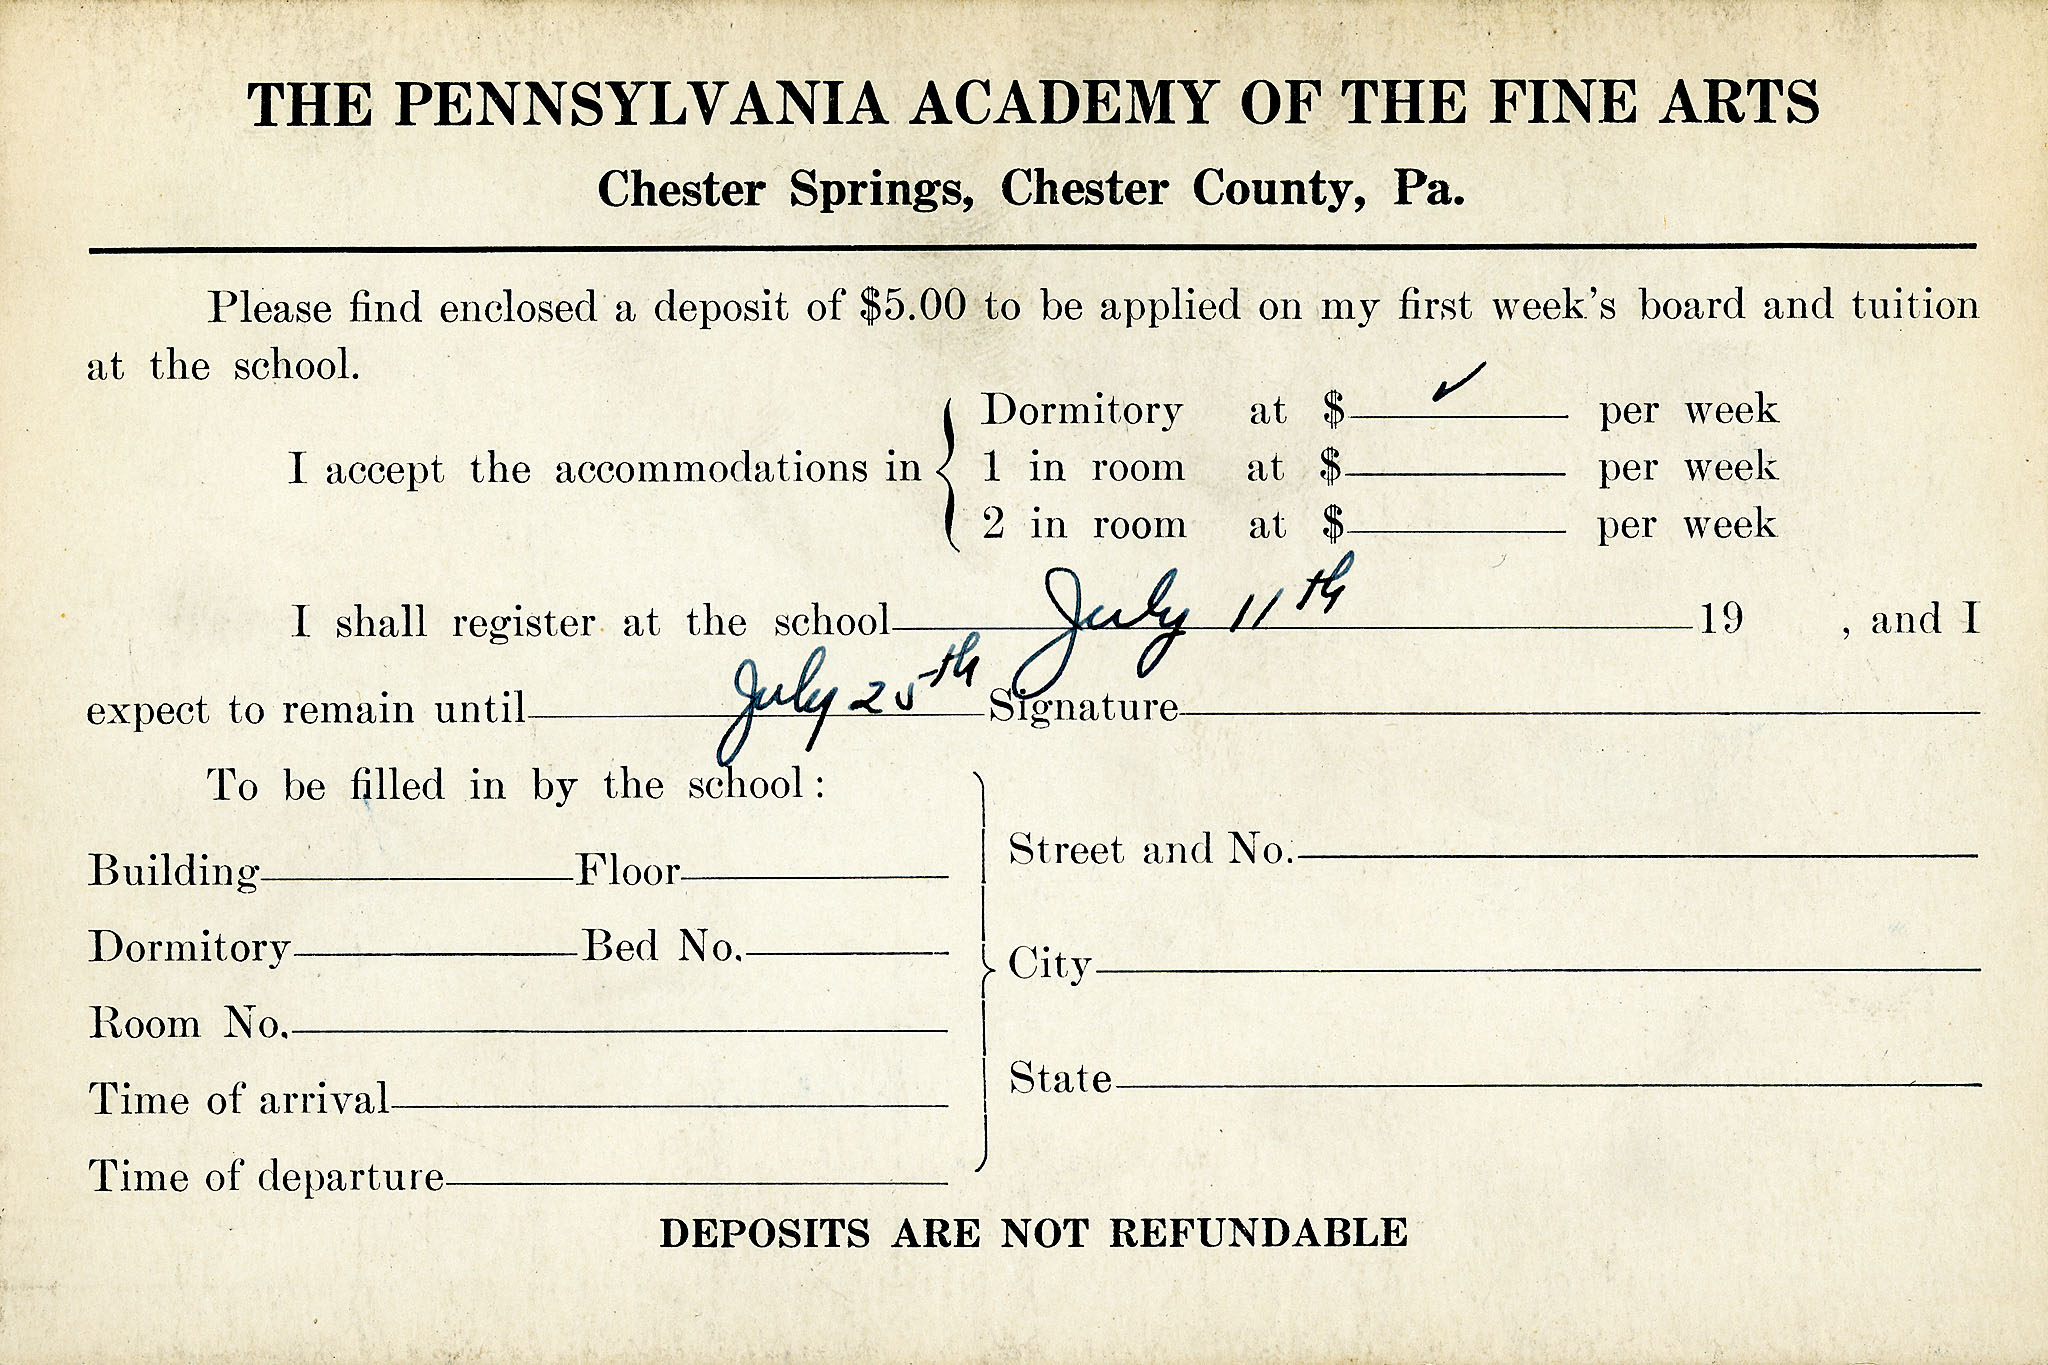 THE PENNSYLVANIA ACADEMY OF THE FINE ARTS
Chester Springs, Chester County, Pa.
Please find enclosed a deposit of $5.00 to be applied on my first week's board and tuition
at the school.
Dormitory at $ ✓ per week
I accept the accommodations in 1 in room at $ per week
2 in room at $ per week
I shall register at the school July 11th 19 , and I
expect to remain until July 25th Signature
To be filled in by the school:
Building Floor
Street and No.
Dormitory Bed No.
City
Room No.
State
Time of arrival
Time of departure
DEPOSITS ARE NOT REFUNDABLE